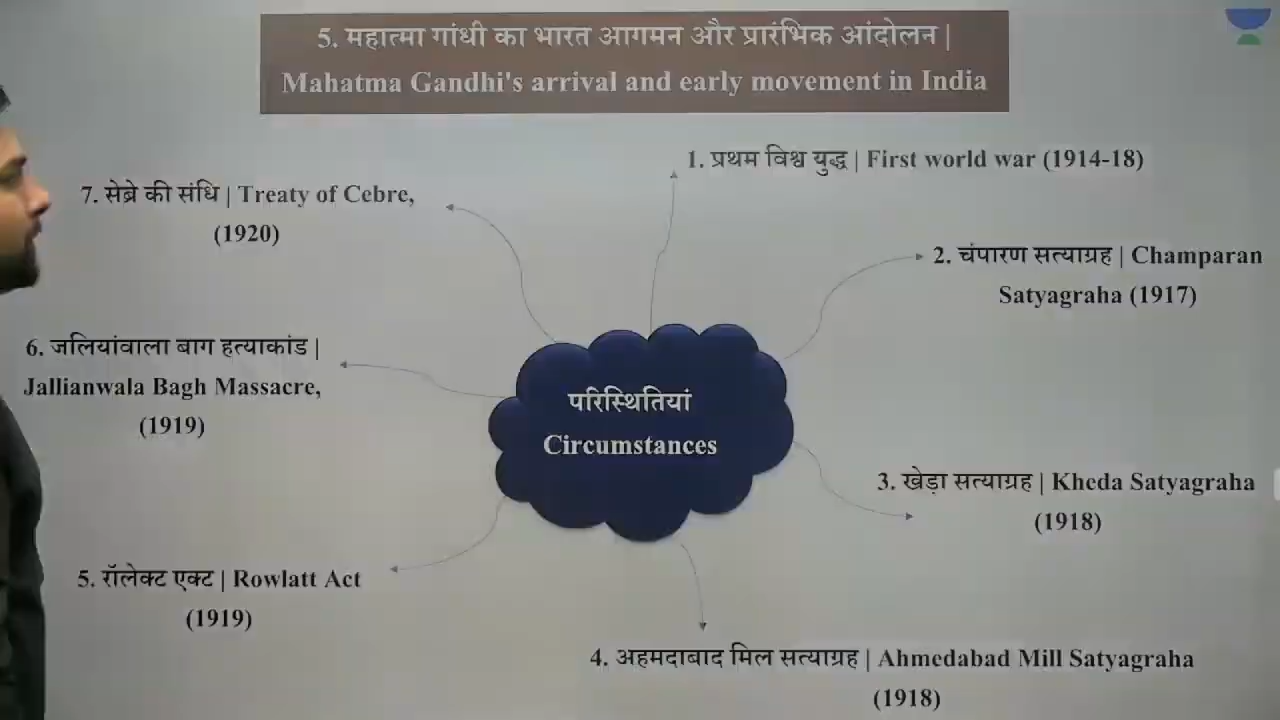 5. महात्मा गांधी का भारत आगमन और प्रारंभिक आंदोलन |
Mahatma Gandhi's arrival and early movement in India
1. प्रथम विश्व युद्ध | First world war (1914-18)
7. सेब्रे की संधि | Treaty of Cebre,
(1920)
2. चंपारण सत्याग्रह | Champaran
Satyagraha (1917)
6. जलियांवाला बाग हत्याकांड |
Jallianwala Bagh Massacre,
(1919)
परिस्थितियां
Circumstances
3. खेड़ा सत्याग्रह | Kheda Satyagraha
(1918)
5. रॉलेक्ट एक्ट | Rowlatt Act
(1919)
4. अहमदाबाद मिल सत्याग्रह | Ahmedabad Mill Satyagraha
(1918)